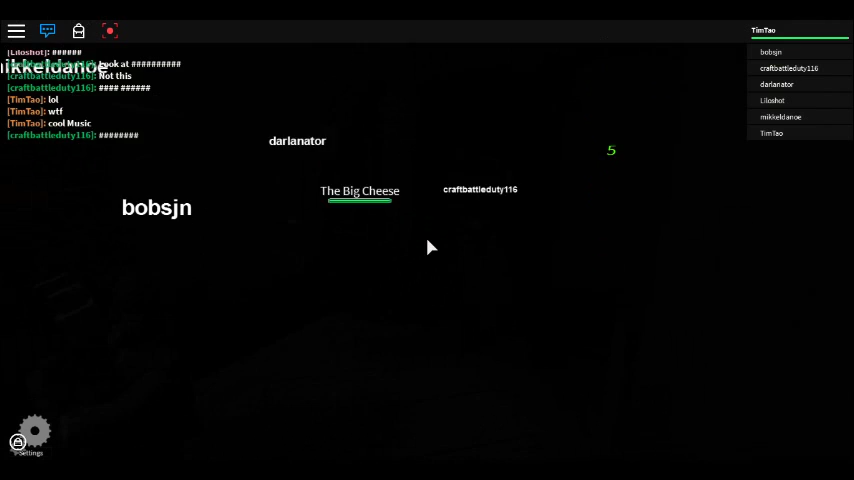 TimTao
[Liloshot]: ######
[craftbattleduty116]: Look at ##########
mikkeldanoe
[craftbattleduty116]: Not this
[craftbattleduty116]: #### ######
[TimTao]: lol
[TimTao]: wtf
[TimTao]: cool Music
[craftbattleduty116]: ########
bobsjn
craftbattleduty116
darlanator
Liloshot
mikkeldanoe
TimTao
darlanator
5
The Big Cheese
craftbattleduty116
bobsjn
Settings